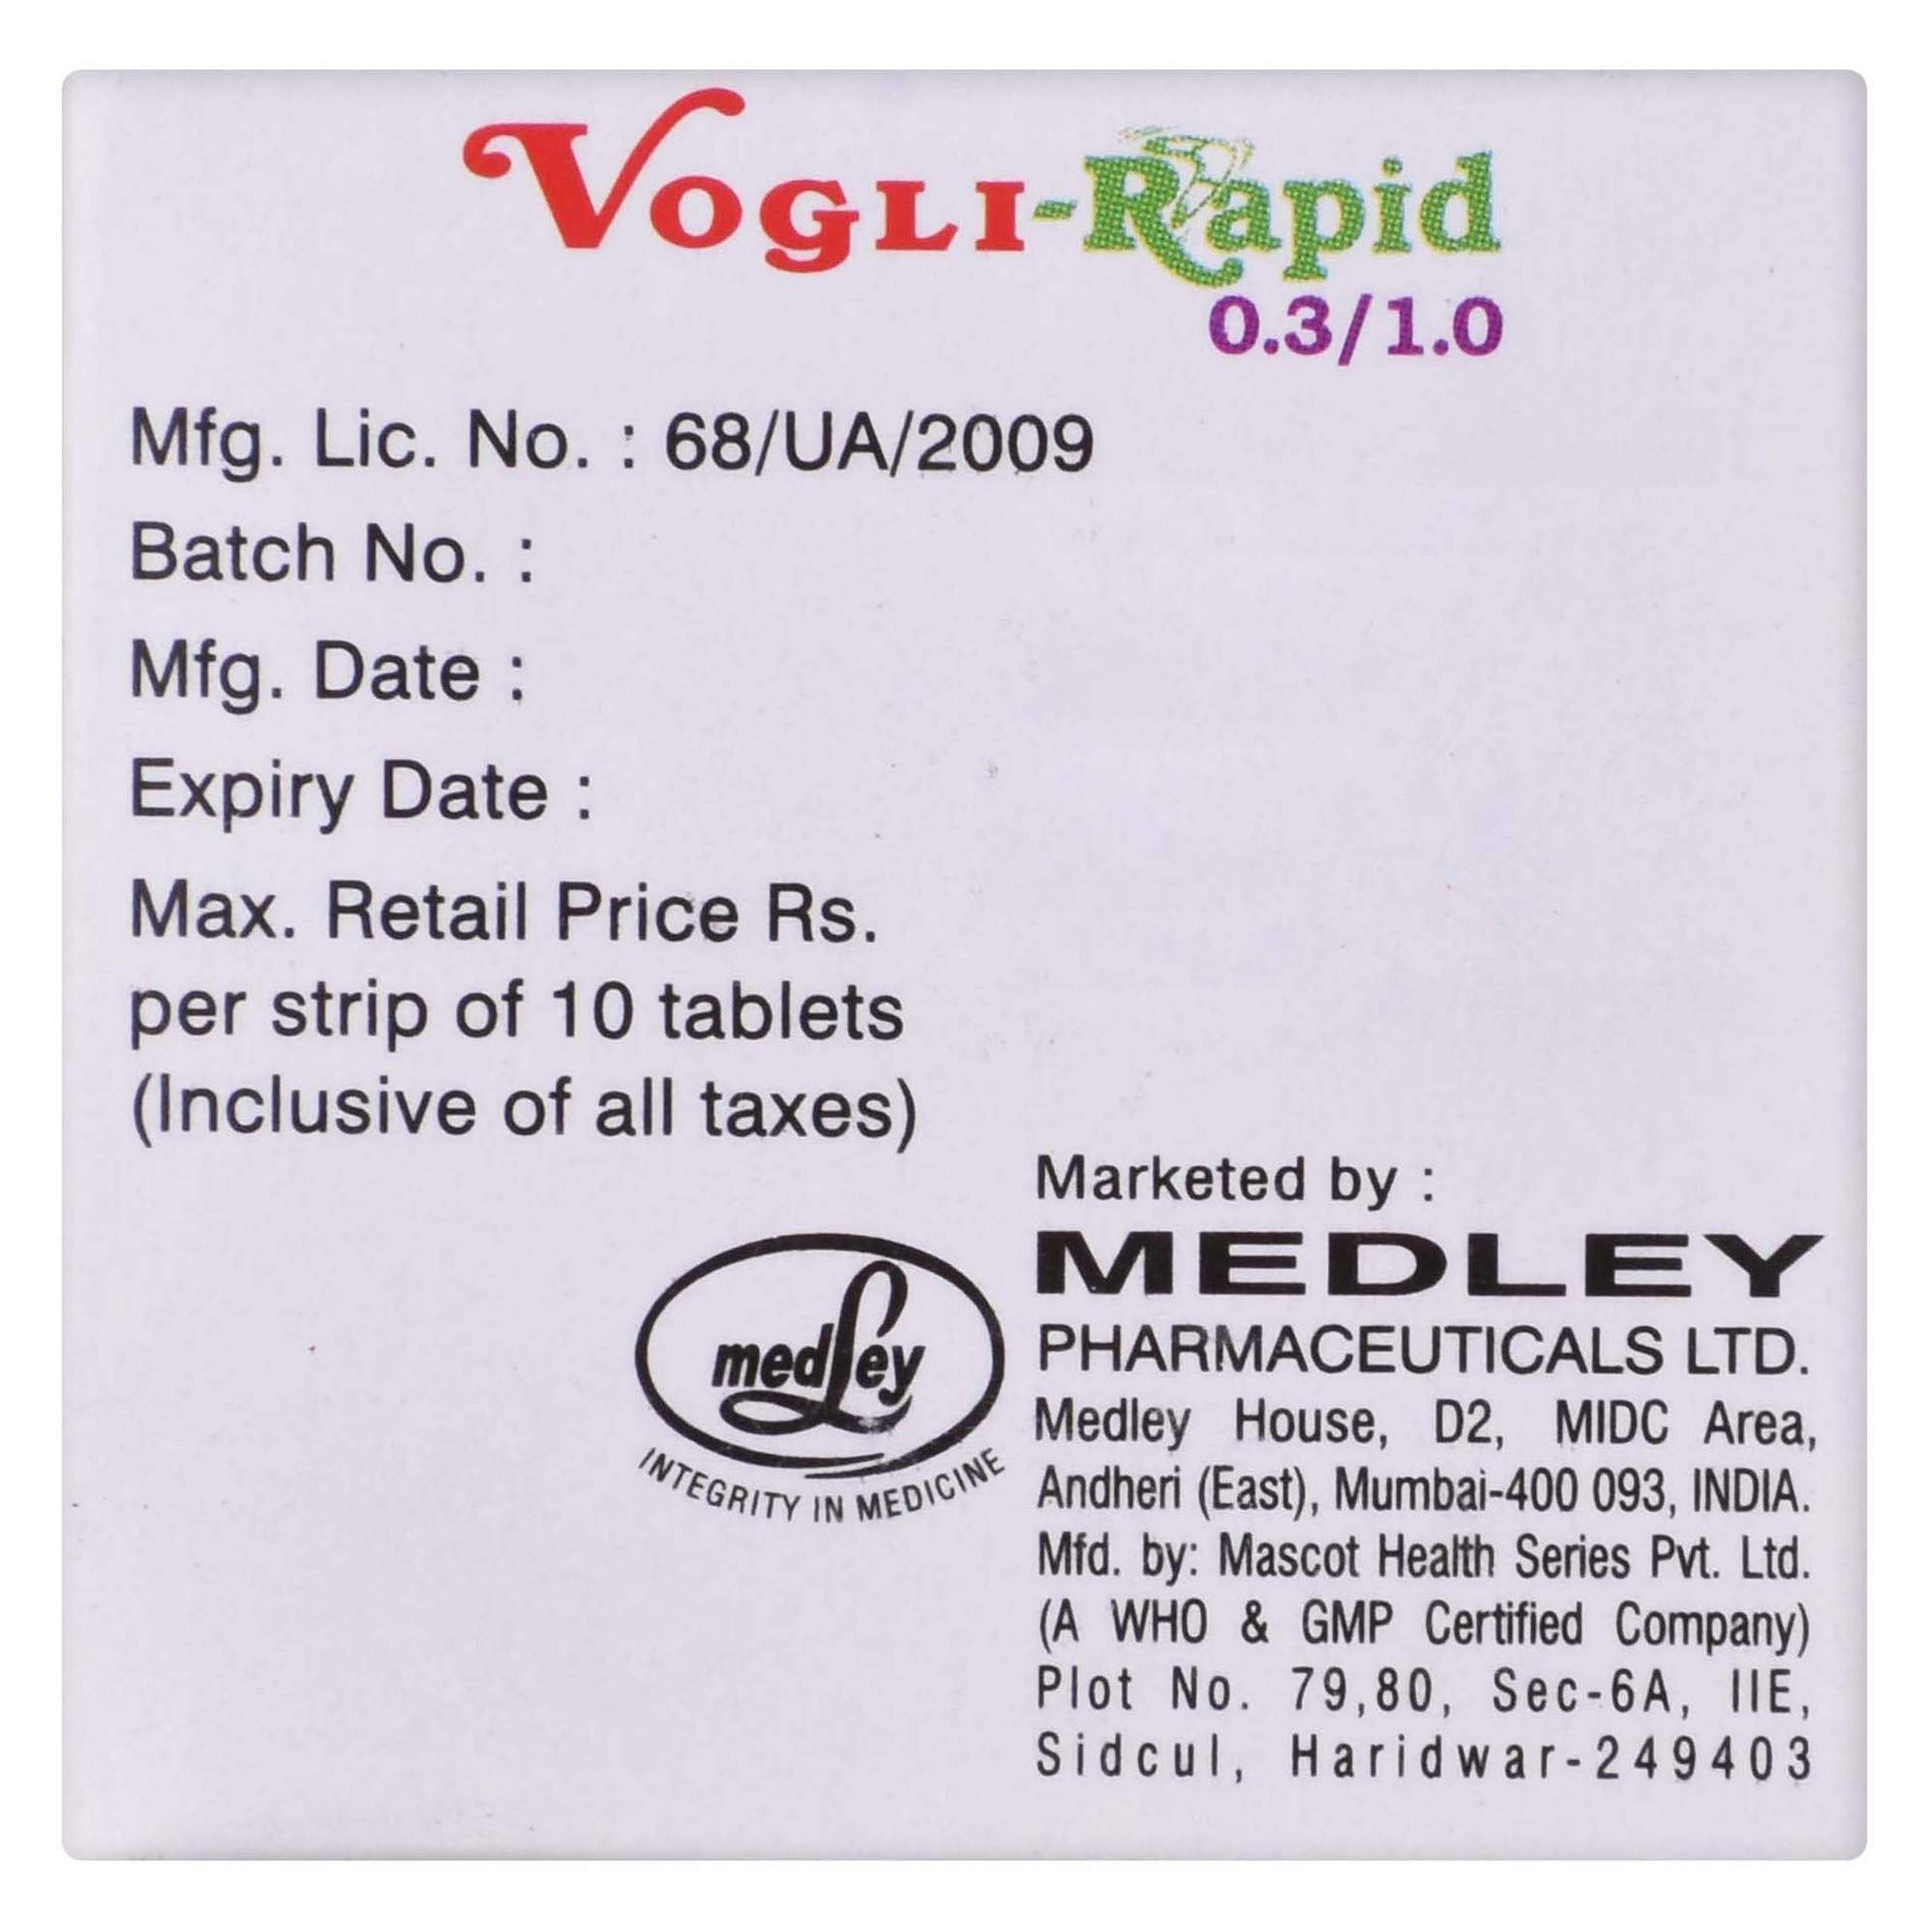 VOGLI-Rapid
0.3/1.0
Mfg. Lic. No. : 68/UA/2009
Batch No. :
Mfg. Date :
Expiry Date :
Max. Retail Price Rs.
per strip of 10 tablets
(Inclusive of all taxes)
medley
INTEGRITY IN MEDICINE
Marketed by :
MEDLEY
PHARMACEUTICALS LTD.
Medley House, D2, MIDC Area,
Andheri (East), Mumbai-400 093, INDIA.
Mfd. by: Mascot Health Series Pvt. Ltd.
(A WHO & GMP Certified Company)
Plot No. 79,80, Sec-6A, IIE,
Sidcul, Haridwar-249403